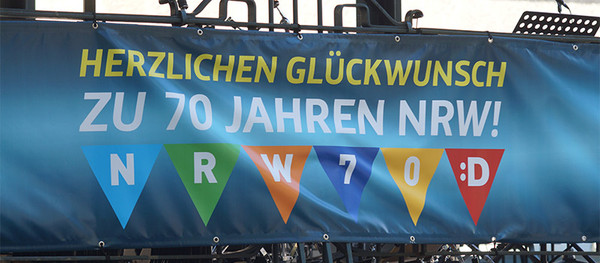 HERZLICHEN GLÜCKWUNSCH
ZU 70 JAHREN NRW!
N R W 7 0 :D